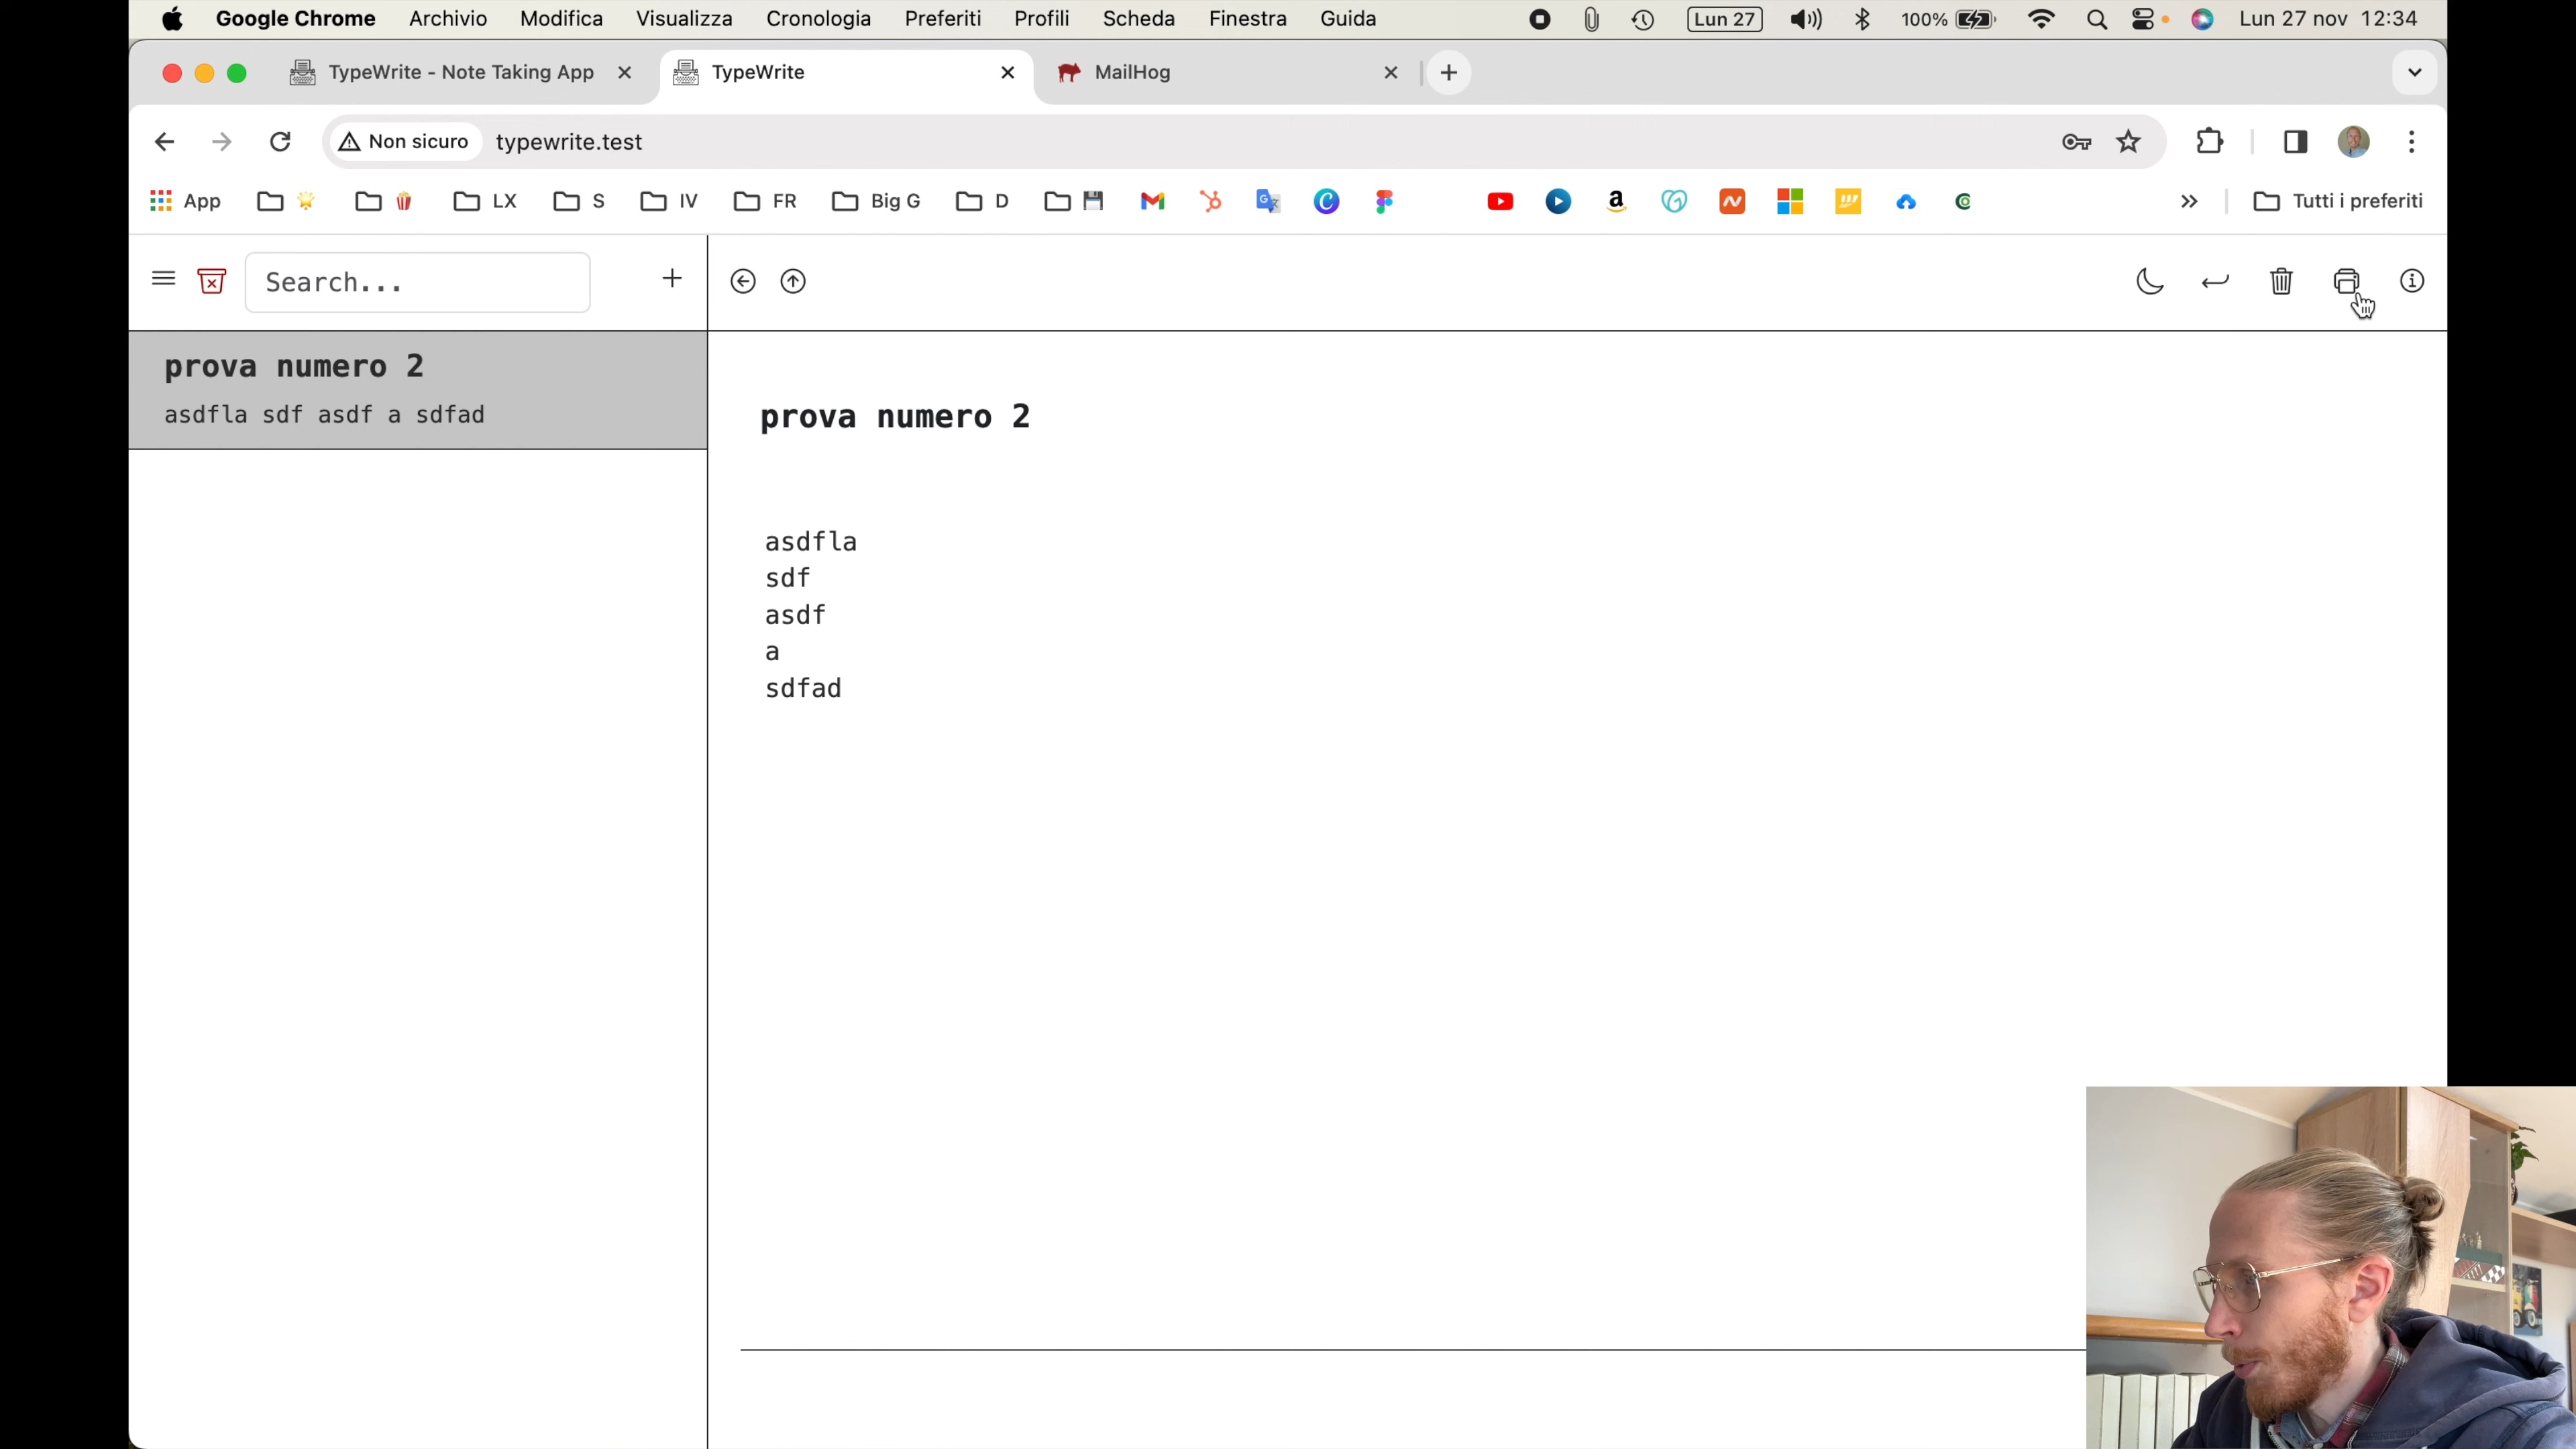 Google Chrome Archivio Modifica Visualizza Cronologia Preferiti Profili Scheda Finestra Guida Lun 27 100% Lun 27 nov 12:34
TypeWrite - Note Taking App TypeWrite MailHog
Non sicuro typewrite.test
App LX S IV FR Big G D Tutti i preferiti
Search...
prova numero 2
asdfla sdf asdf a sdfad
prova numero 2
asdfla
sdf
asdf
a
sdfad